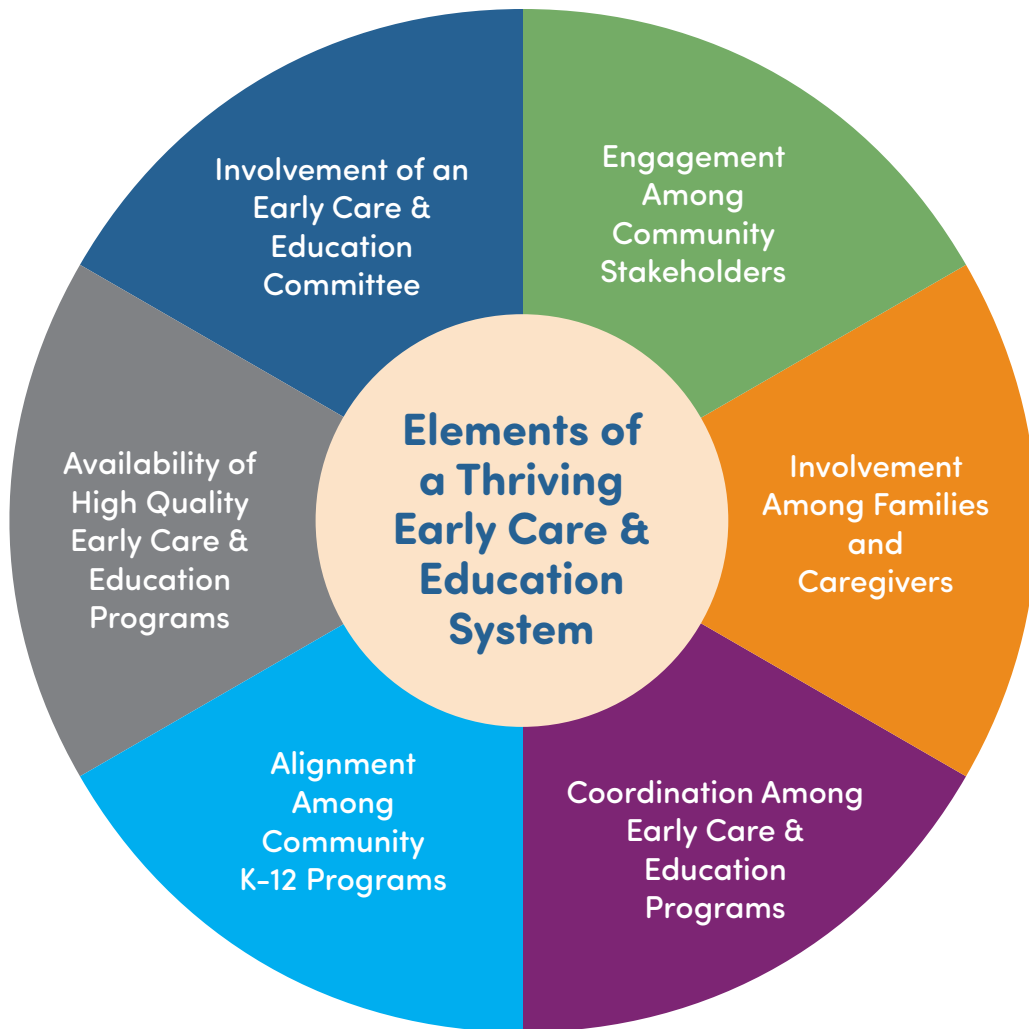 Involvement of an
Early Care &
Education
Committee
Engagement
Among
Community
Stakeholders
Availability of
High Quality
Early Care &
Education
Programs
Elements of
a Thriving
Early Care &
Education
System
Involvement
Among Families
and
Caregivers
Alignment
Among
Community
K-12 Programs
Coordination Among
Early Care &
Education
Programs